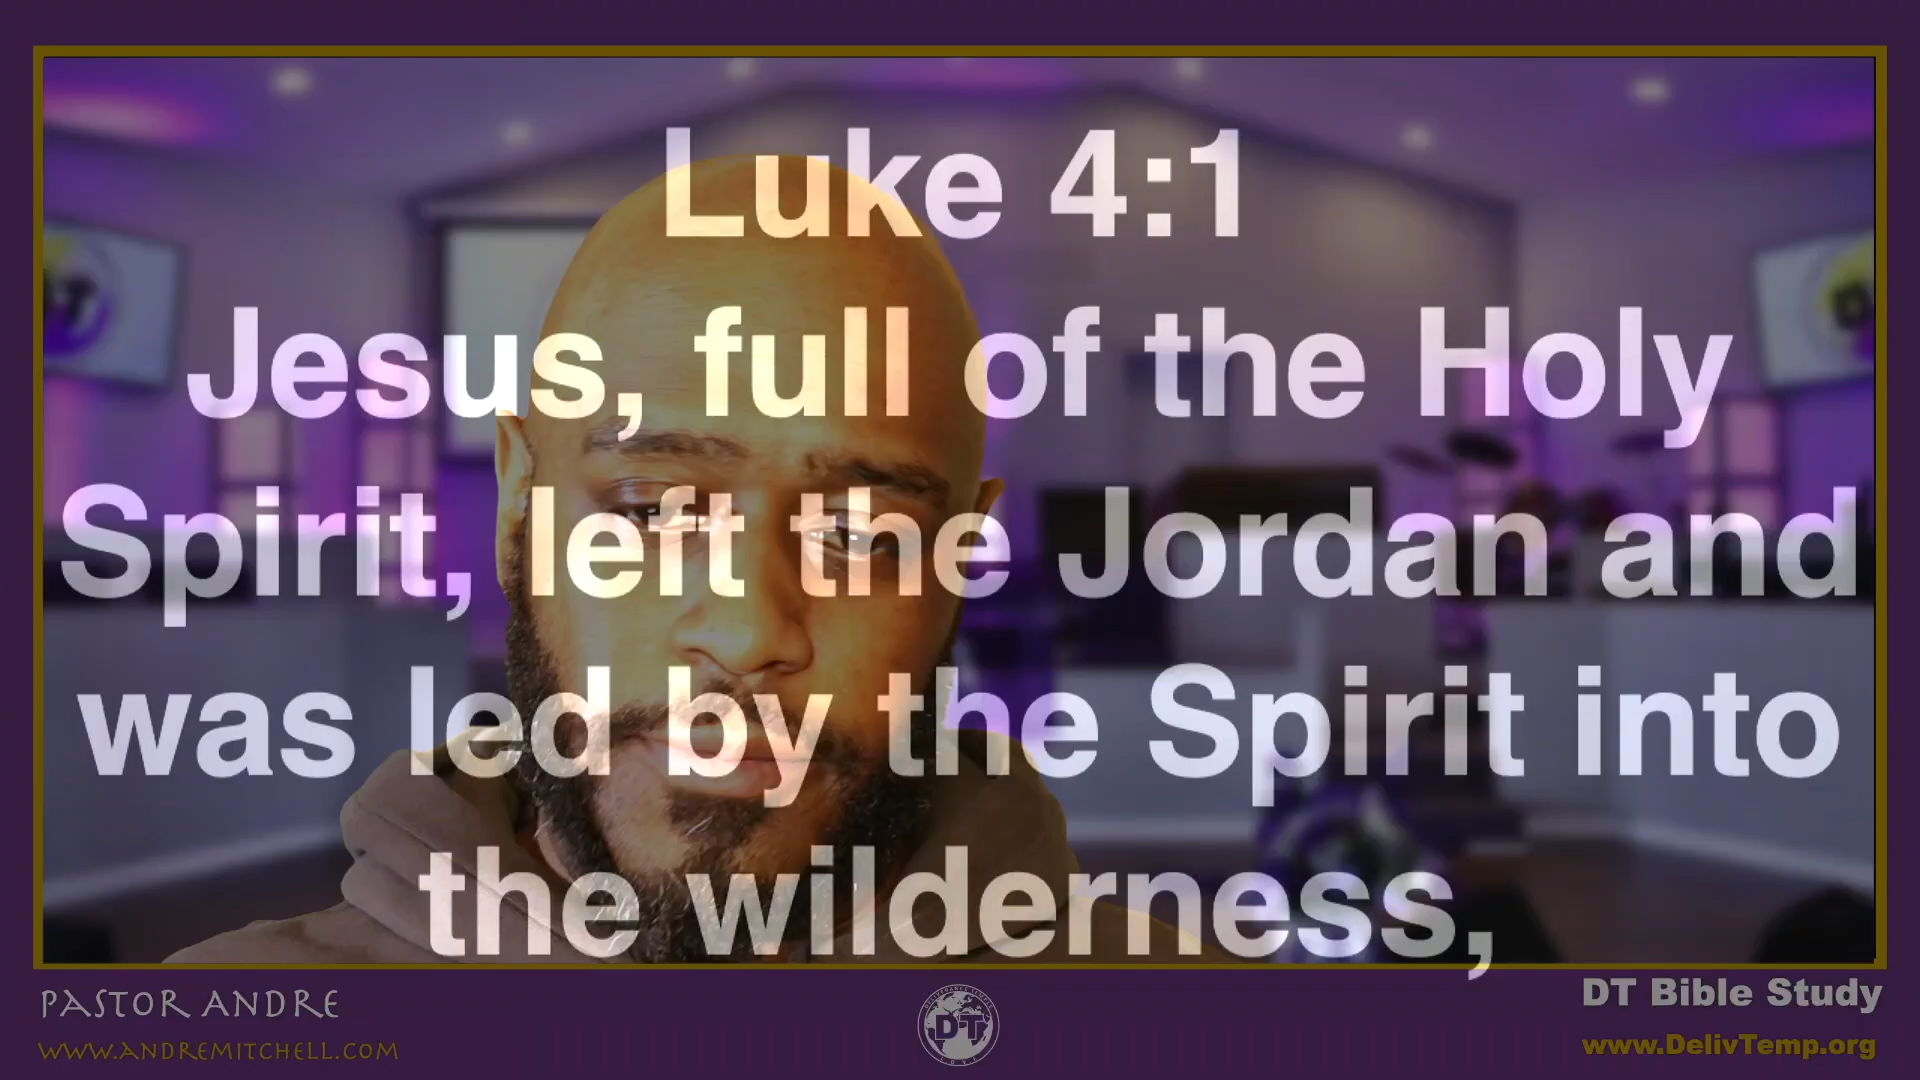 Luke 4:1
Jesus, full of the Holy
Spirit, left the Jordan and
was led by the Spirit into
the wilderness,
PASTOR ANDRE
WWW.ANDREMITCHELL.COM
DT
DT Bible Study
www.DelivTemp.org